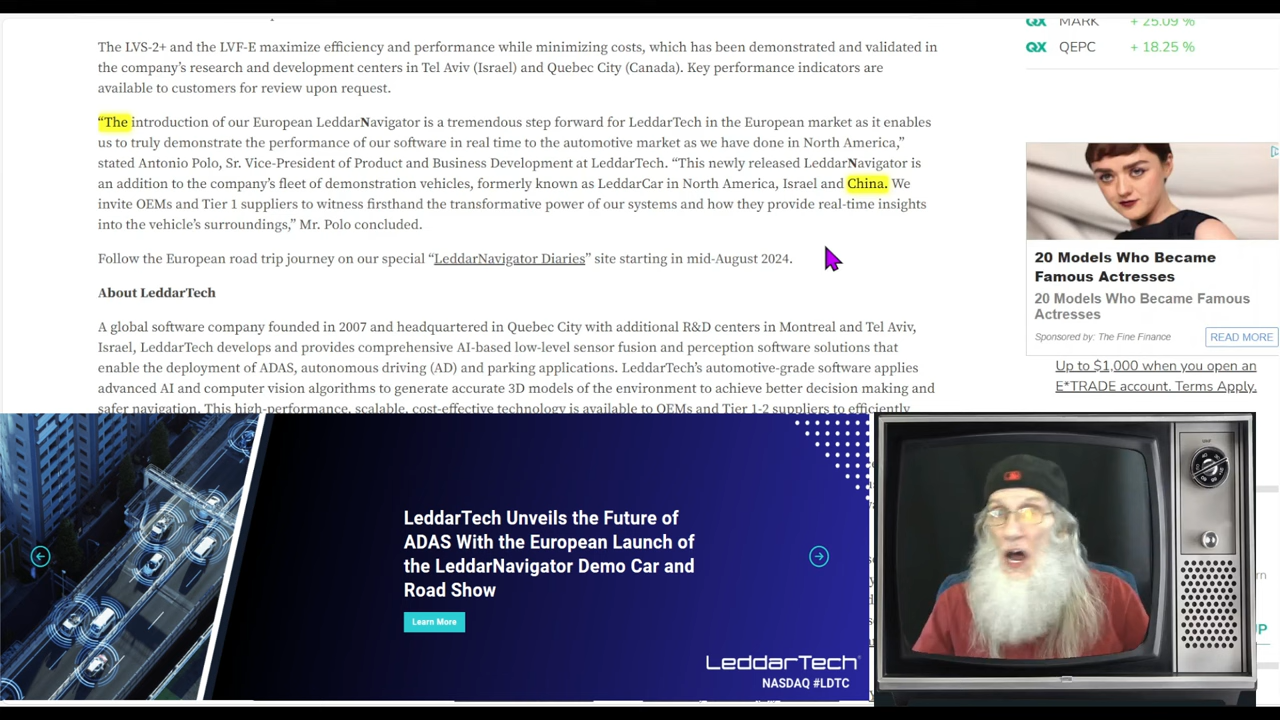 The LVS-2+ and the LVF-E maximize efficiency and performance while minimizing costs, which has been demonstrated and validated in
the company’s research and development centers in Tel Aviv (Israel) and Quebec City (Canada). Key performance indicators are
available to customers for review upon request.
“The introduction of our European LeddarNavigator is a tremendous step forward for LeddarTech in the European market as it enables
us to truly demonstrate the performance of our software in real time to the automotive market as we have done in North America,”
stated Antonio Polo, Sr. Vice-President of Product and Business Development at LeddarTech. “This newly released LeddarNavigator is
an addition to the company’s fleet of demonstration vehicles, formerly known as LeddarCar in North America, Israel and China. We
invite OEMs and Tier 1 suppliers to witness firsthand the transformative power of our systems and how they provide real-time insights
into the vehicle’s surroundings,” Mr. Polo concluded.
Follow the European road trip journey on our special “LeddarNavigator Diaries” site starting in mid-August 2024.
About LeddarTech
A global software company founded in 2007 and headquartered in Quebec City with additional R&D centers in Montreal and Tel Aviv,
Israel, LeddarTech develops and provides comprehensive AI-based low-level sensor fusion and perception software solutions that
enable the deployment of ADAS, autonomous driving (AD) and parking applications. LeddarTech’s automotive-grade software applies
advanced AI and computer vision algorithms to generate accurate 3D models of the environment to achieve better decision making and
safer navigation. This high-performance, scalable, cost-effective technology is available to OEMs and Tier 1-2 suppliers to efficiently
QX MARK + 25.09 %
QX QEPC + 18.25 %
20 Models Who Became
Famous Actresses
20 Models Who Became Famous
Actresses
Sponsored by: The Fine Finance
READ MORE
Up to $1,000 when you open an
E*TRADE account. Terms Apply.
LeddarTech Unveils the Future of
ADAS With the European Launch of
the LeddarNavigator Demo Car and
Road Show
Learn More
LeddarTech
NASDAQ #LDTC